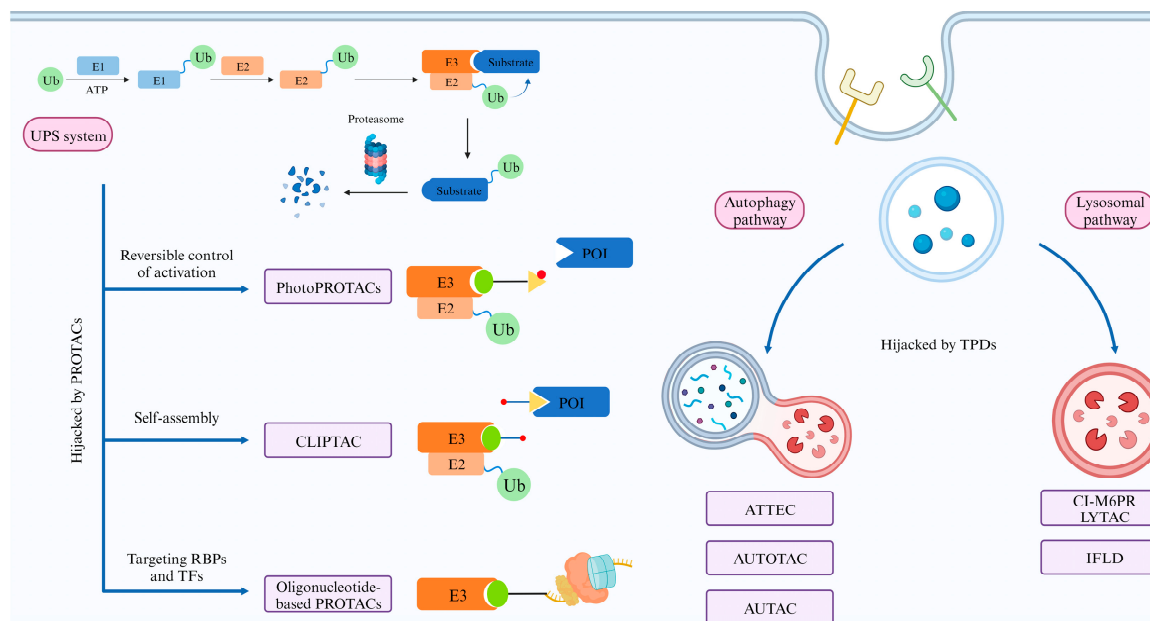 Ub
E1
ATP
E1
Ub
E2
E2
Ub
E3
Substrate
E2
Ub
UPS system
Proteasome
Substrate
Ub
Hijacked by PROTACs
Reversible control
of activation
PhotoPROTACs
E3
E2
Ub
POI
Self-assembly
CLIPTAC
E3
E2
Ub
POI
Targeting RBPs
and TFs
Oligonucleotide-
based PROTACs
E3
Autophagy
pathway
Lysosomal
pathway
Hijacked by TPDs
ATTEC
AUTOTAC
AUTAC
CI-M6PR
LYTAC
IFLD